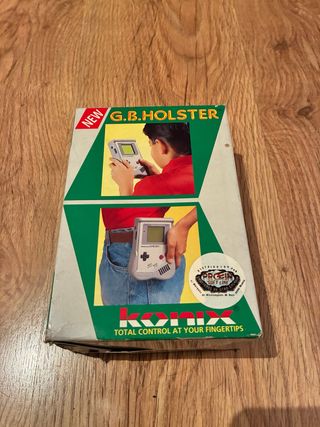 NEW
G.B.HOLSTER
konix
TOTAL CONTROL AT YOUR FINGERTIPS